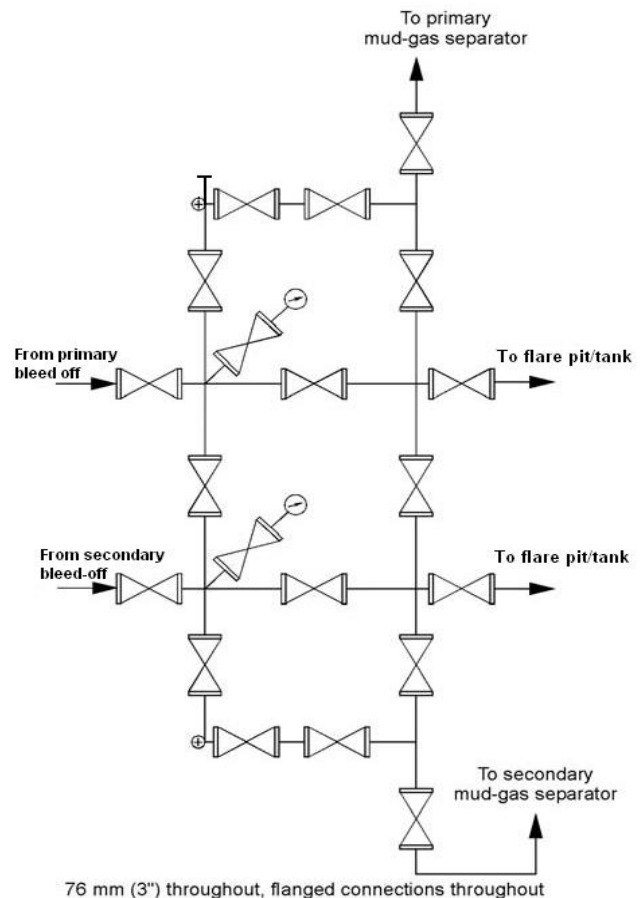 To primary
mud-gas separator
From primary
bleed off
To flare pit/tank
From secondary
bleed-off
To flare pit/tank
To secondary
mud-gas separator
76 mm (3") throughout, flanged connections throughout